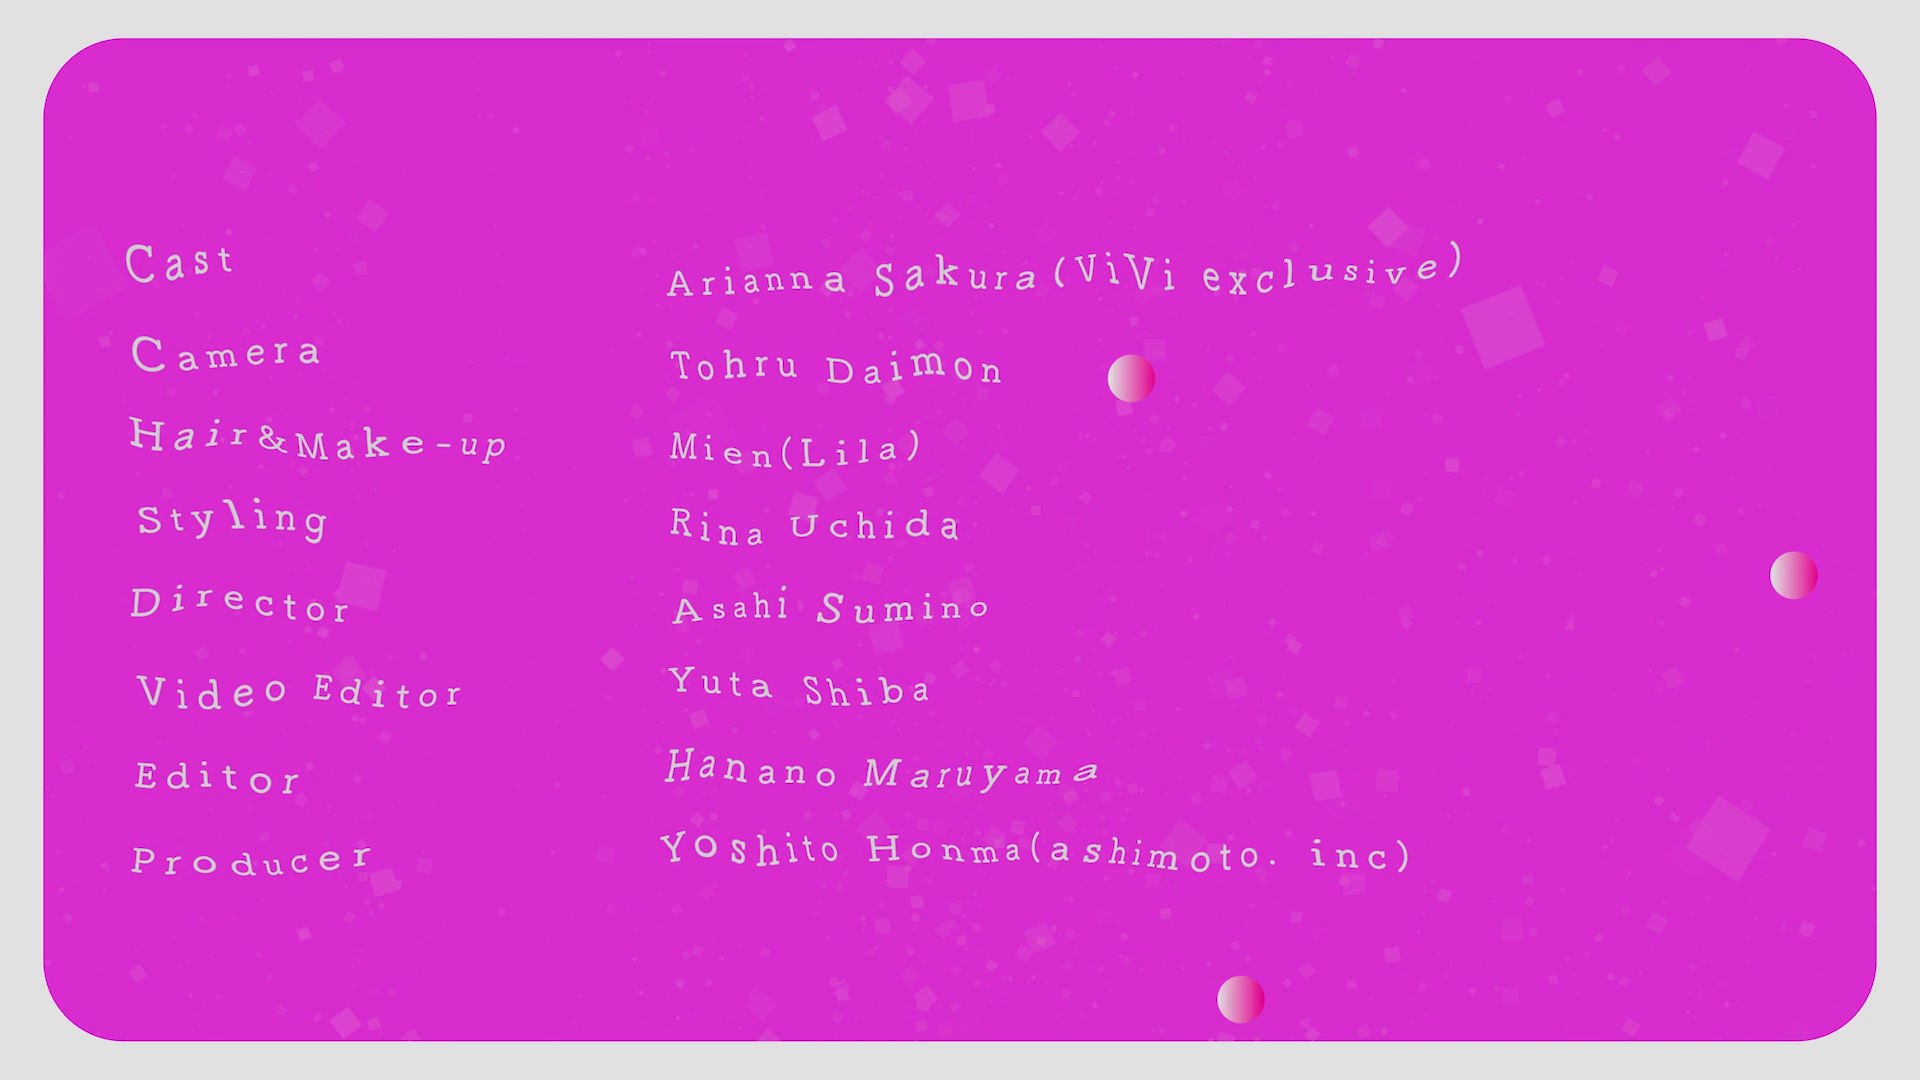 Cast Arianna Sakura(ViVi exclusive)
Camera Tohru Daimon
Hair&Make-up Mien(Lila)
Styling Rina Uchida
Director Asahi Sumino
Video Editor Yuta Shiba
Editor Hanano Maruyama
Producer Yoshito Honma(ashimoto. inc)